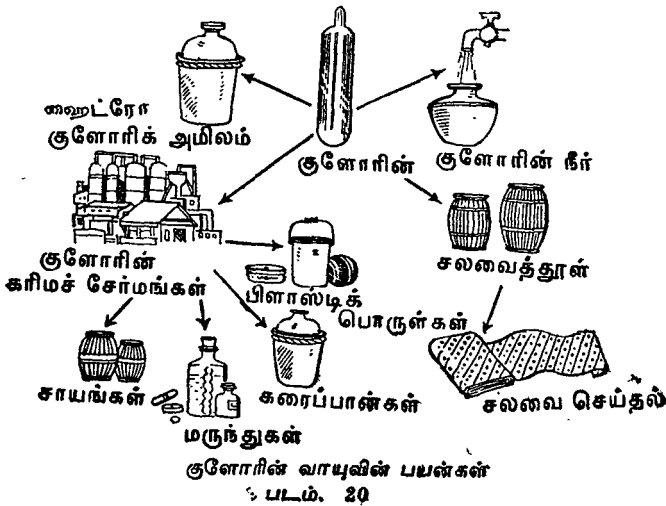 ஹைட்ரோ
குளோரிக் அமிலம்
குளோரின்
குளோரின் நீர்
குளோரின்
கரிமச் சேர்மங்கள்
பிளாஸ்டிக்
பொருள்கள்
சலவைத்தூள்
சாயங்கள்
மருந்துகள்
கரைப்பான்கள்
சலவை செய்தல்
குளோரின் வாயுவின் பயன்கள்
படம். 20